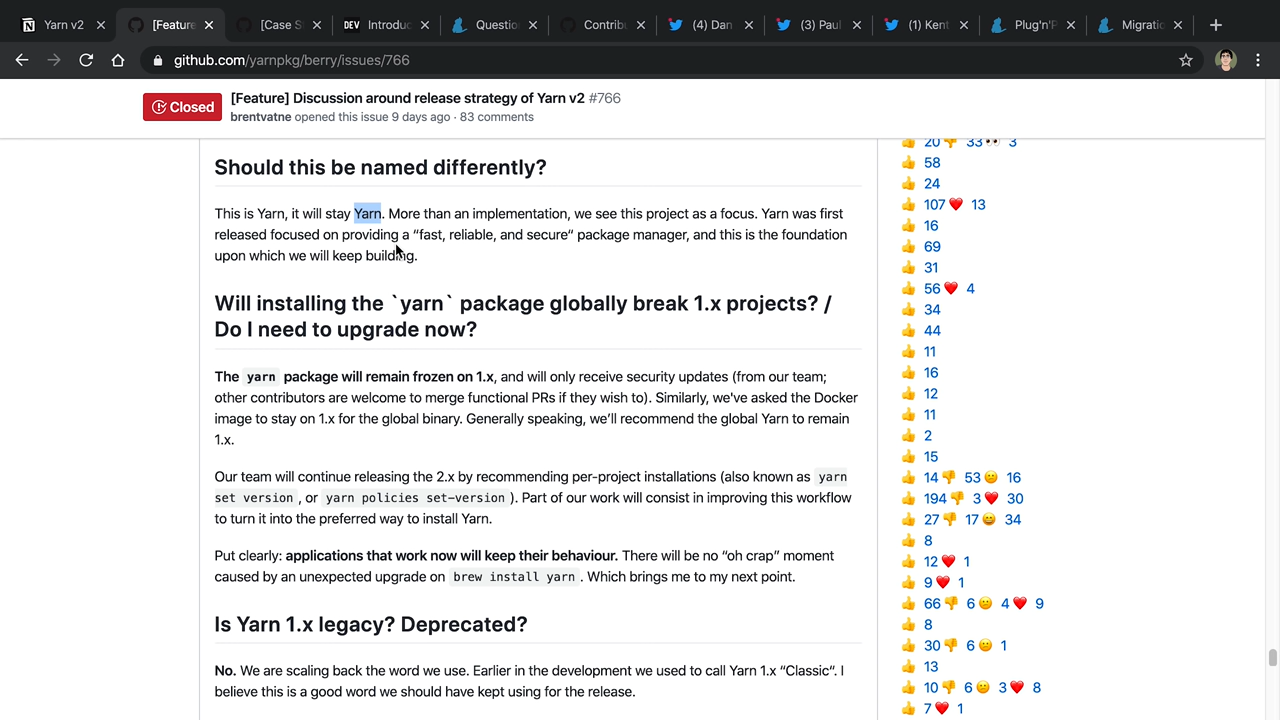 Yarn v2
[Feature
[Case S
DEV Introduc
Question
Contribu
(4) Dan
(3) Paul
(1) Kent
Plug'n'P
Migratio
github.com/yarnpkg/berry/issues/766
Closed
[Feature] Discussion around release strategy of Yarn v2 #766
brentvatne opened this issue 9 days ago · 83 comments
Should this be named differently?
This is Yarn, it will stay Yarn. More than an implementation, we see this project as a focus. Yarn was first
released focused on providing a “fast, reliable, and secure“ package manager, and this is the foundation
upon which we will keep building.
Will installing the `yarn` package globally break 1.x projects? /
Do I need to upgrade now?
The yarn package will remain frozen on 1.x, and will only receive security updates (from our team;
other contributors are welcome to merge functional PRs if they wish to). Similarly, we've asked the Docker
image to stay on 1.x for the global binary. Generally speaking, we’ll recommend the global Yarn to remain
1.x.
Our team will continue releasing the 2.x by recommending per-project installations (also known as yarn
set version, or yarn policies set-version). Part of our work will consist in improving this workflow
to turn it into the preferred way to install Yarn.
Put clearly: applications that work now will keep their behaviour. There will be no “oh crap” moment
caused by an unexpected upgrade on brew install yarn. Which brings me to my next point.
Is Yarn 1.x legacy? Deprecated?
No. We are scaling back the word we use. Earlier in the development we used to call Yarn 1.x “Classic“. I
believe this is a good word we should have kept using for the release.
20 33 3
58
24
107 13
16
69
31
56 4
34
44
11
16
12
11
2
15
14 53 16
194 3 30
27 17 34
8
12 1
9 1
66 6 4 9
8
30 6 1
13
10 6 3 8
7 1